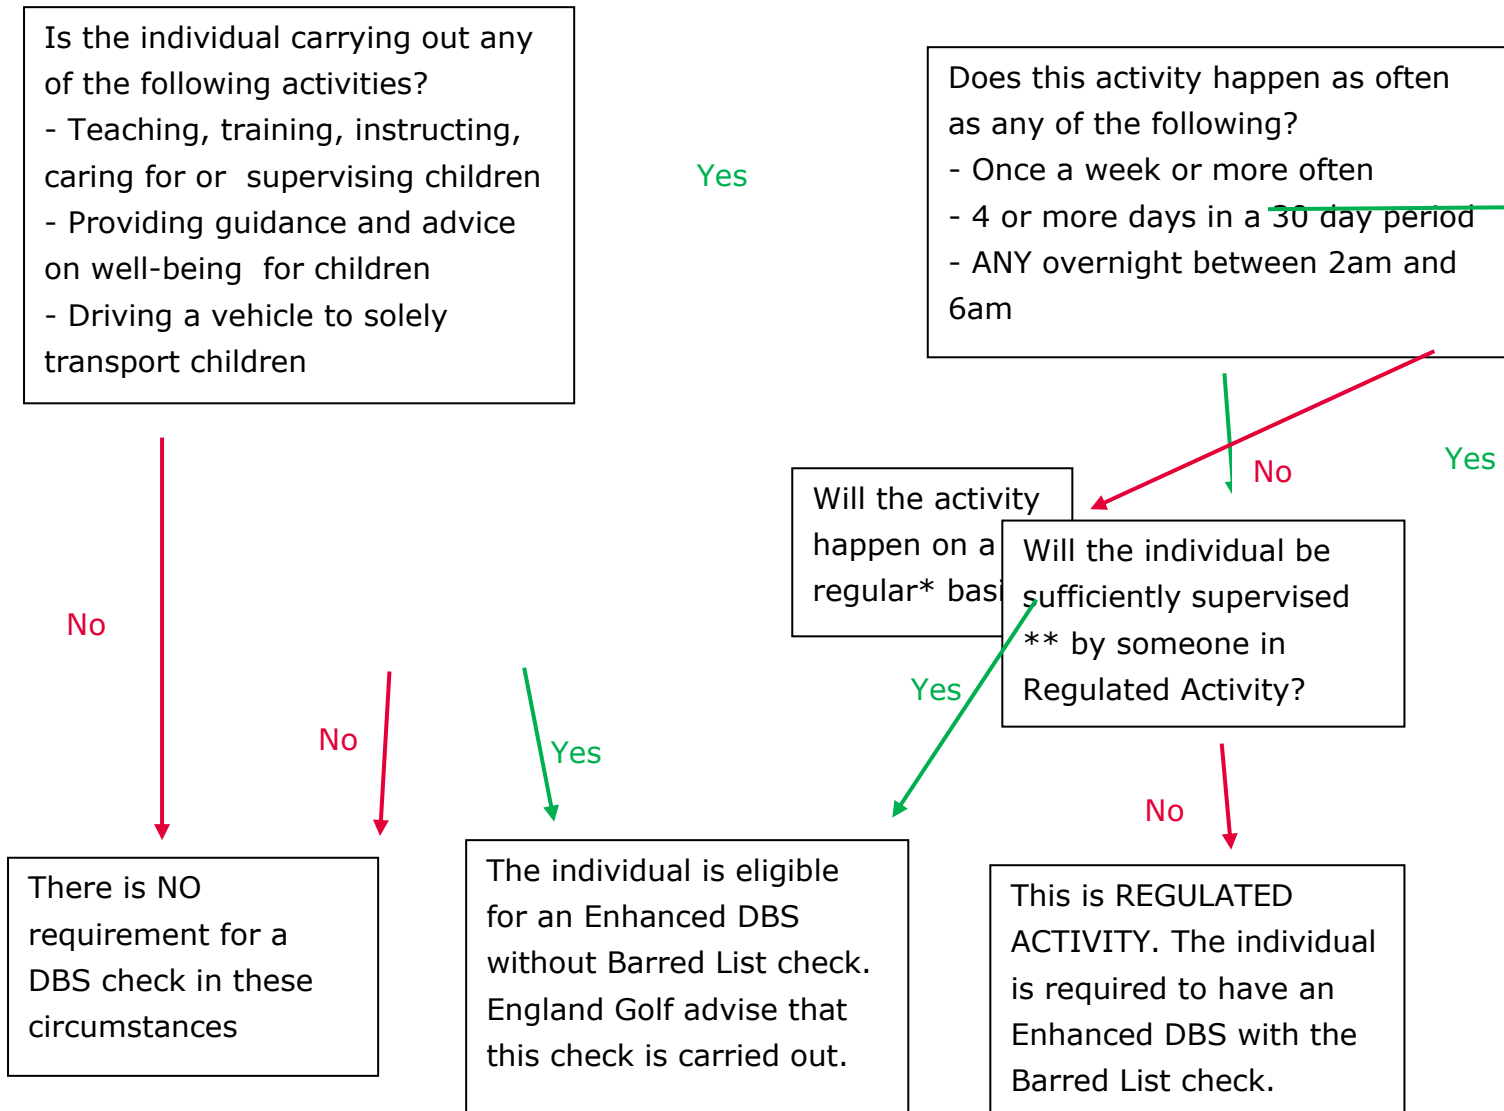 Is the individual carrying out any
of the following activities?
- Teaching, training, instructing,
caring for or  supervising children
- Providing guidance and advice
on well-being  for children
- Driving a vehicle to solely
transport children
Yes
Does this activity happen as often
as any of the following?
- Once a week or more often
- 4 or more days in a 30 day period
- ANY overnight between 2am and
6am
No
Yes
Will the activity
happen on a
regular* basi
Will the individual be
sufficiently supervised
** by someone in
Regulated Activity?
No
Yes
No
Yes
No
There is NO
requirement for a
DBS check in these
circumstances
The individual is eligible
for an Enhanced DBS
without Barred List check.
England Golf advise that
this check is carried out.
This is REGULATED
ACTIVITY. The individual
is required to have an
Enhanced DBS with the
Barred List check.